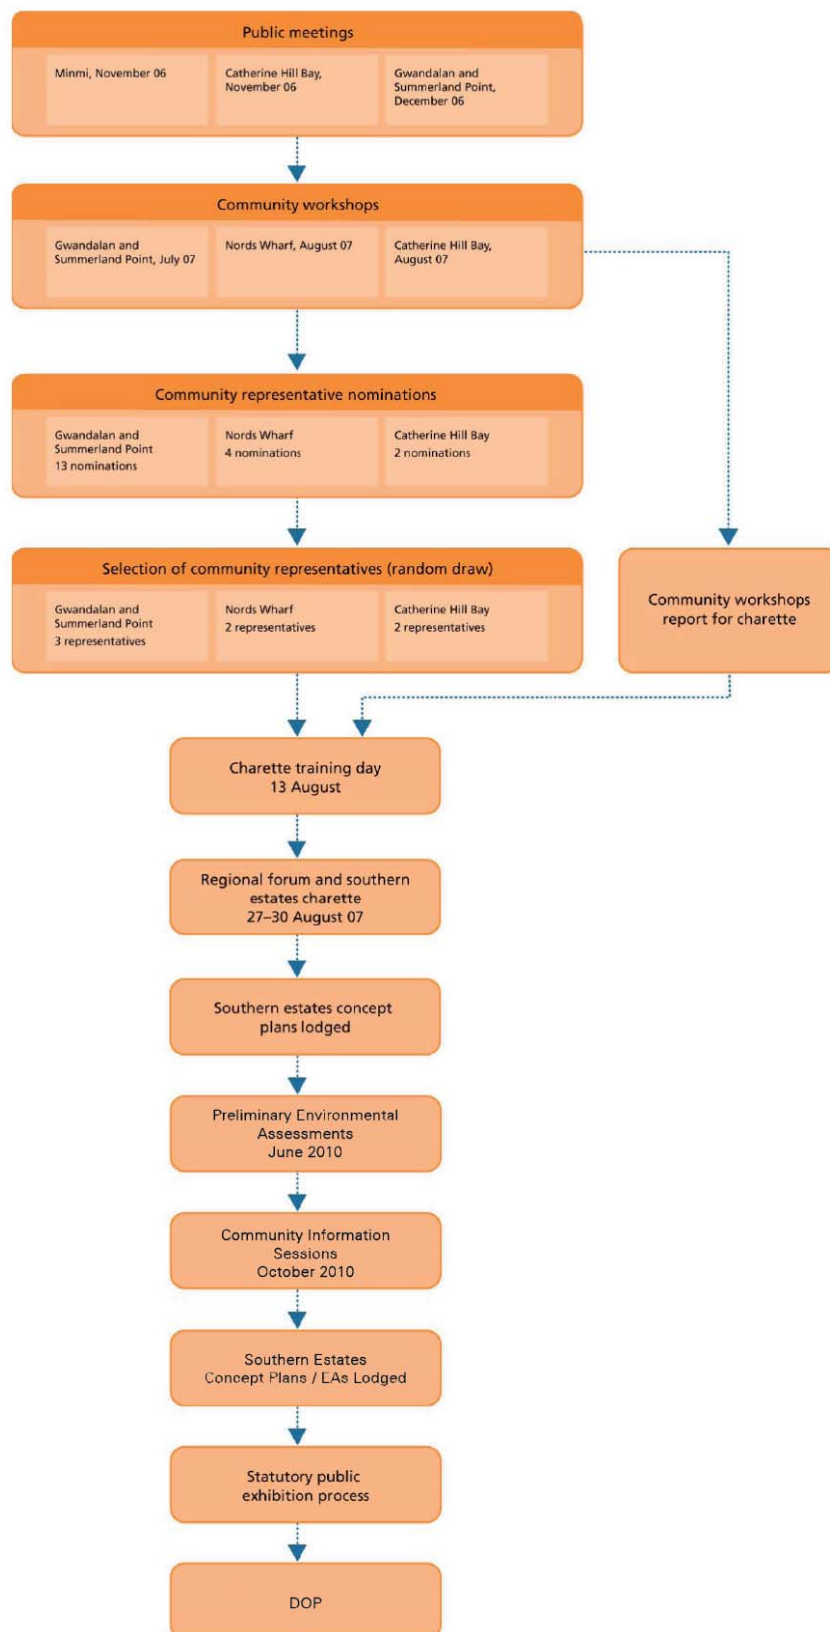 Public meetings
Minmi, November 06
Catherine Hill Bay,
November 06
Gwandalan and
Summerland Point,
December 06
Community workshops
Gwandalan and
Summerland Point, July 07
Nords Wharf, August 07
Catherine Hill Bay,
August 07
Community representative nominations
Gwandalan and
Summerland Point
13 nominations
Nords Wharf
4 nominations
Catherine Hill Bay
2 nominations
Selection of community representatives (random draw)
Gwandalan and
Summerland Point
3 representatives
Nords Wharf
2 representatives
Catherine Hill Bay
2 representatives
Community workshops
report for charette
Charette training day
13 August
Regional forum and southern
estates charette
27–30 August 07
Southern estates concept
plans lodged
Preliminary Environmental
Assessments
June 2010
Community Information
Sessions
October 2010
Southern Estates
Concept Plans / EAs Lodged
Statutory public
exhibition process
DOP